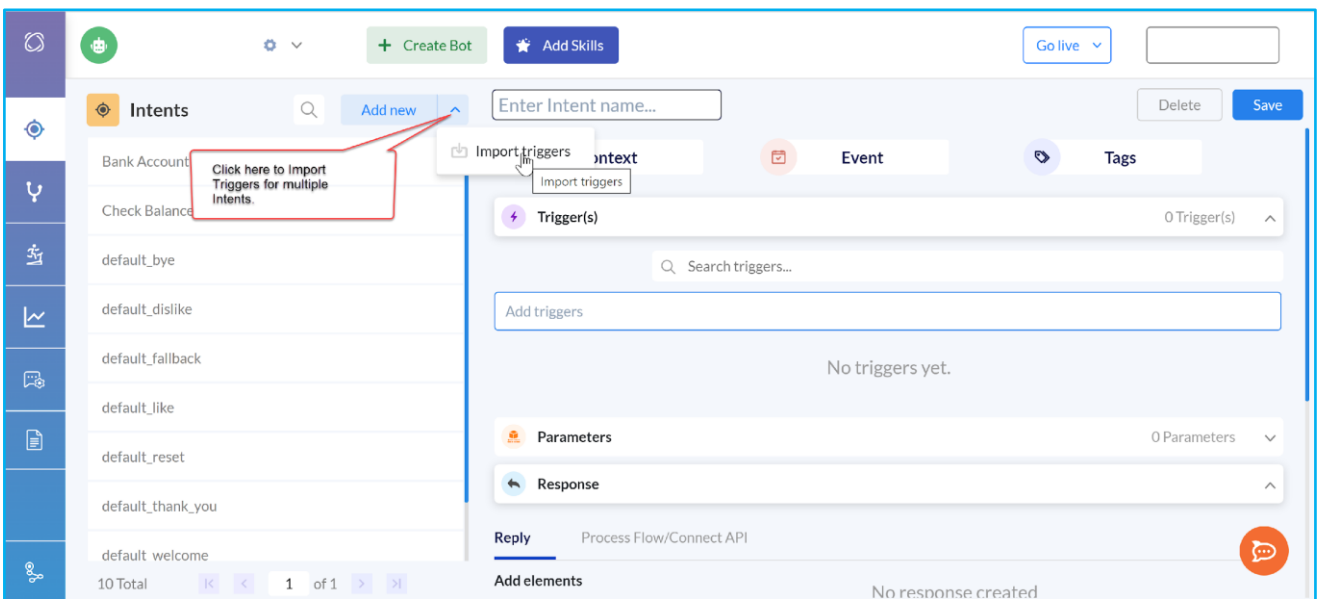 Create Bot
Add Skills
Go live
Intents
Add new
Enter Intent name...
Delete
Save
Import triggers
Import triggers
Event
Tags
Click here to Import
Triggers for multiple
Intents.
Bank Account
Check Balance
default_bye
default_dislike
default_fallback
default_like
default_reset
default_thank_you
default_welcome
10 Total
1
of 1
Trigger(s)
0 Trigger(s)
Search triggers...
Add triggers
No triggers yet.
Parameters
0 Parameters
Response
Reply
Process Flow/Connect API
Add elements
No response created